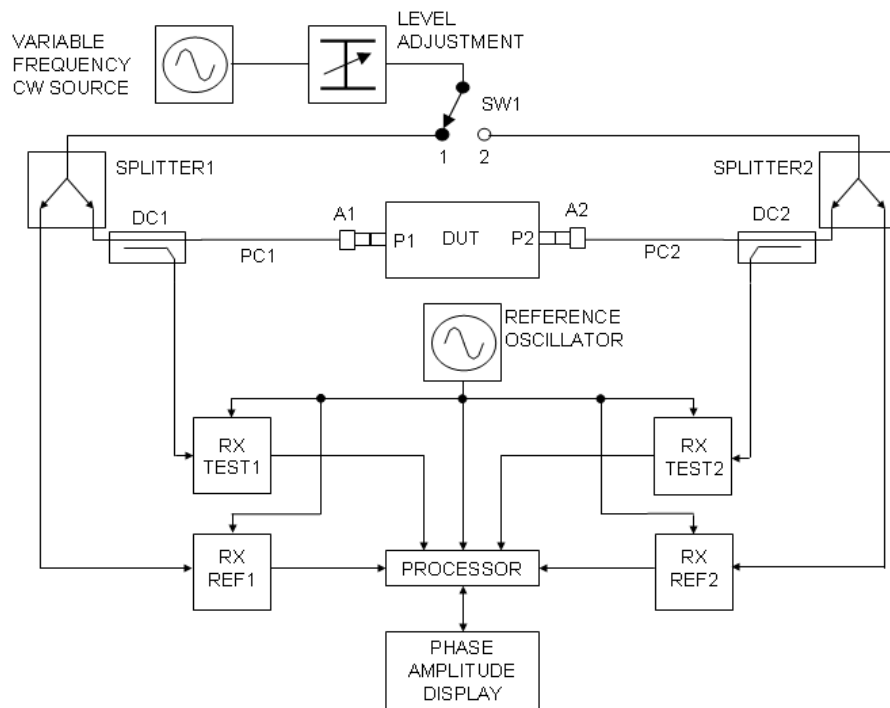 VARIABLE
FREQUENCY
CW SOURCE
LEVEL
ADJUSTMENT
SW1
1
2
SPLITTER1
SPLITTER2
DC1
A1
P1
DUT
P2
A2
DC2
PC1
PC2
REFERENCE
OSCILLATOR
RX
TEST1
RX
TEST2
RX
REF1
PROCESSOR
RX
REF2
PHASE
AMPLITUDE
DISPLAY